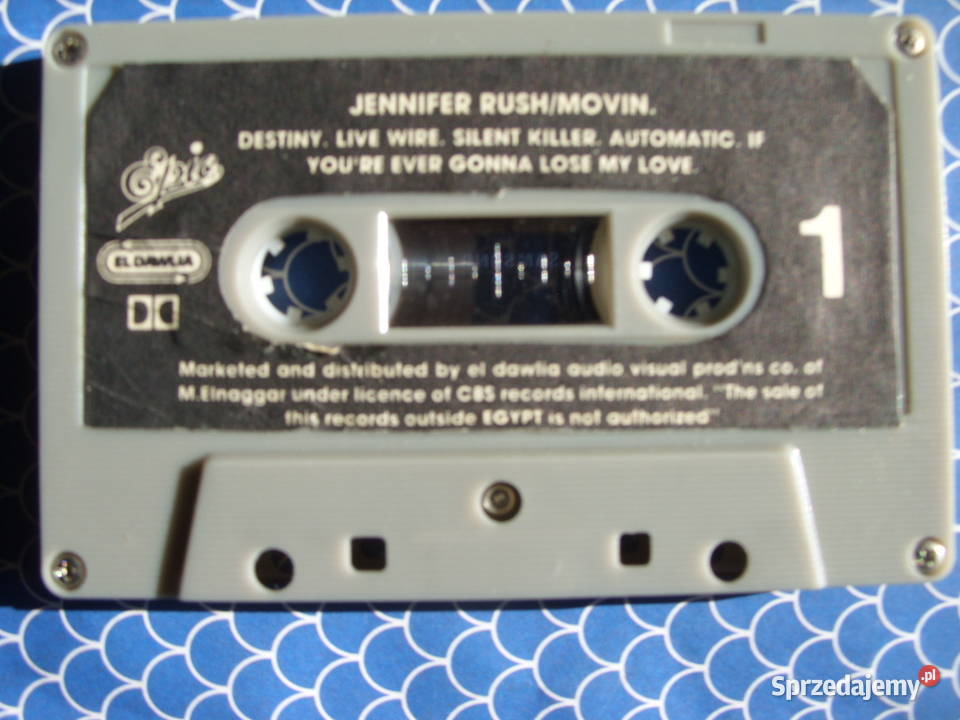 JENNIFER RUSH/MOVIN.
DESTINY. LIVE WIRE. SILENT KILLER. AUTOMATIC. IF
YOU'RE EVER GONNA LOSE MY LOVE.
Epic
EL DAWLIA
1
Marketed and distributed by el dawlia audio visual prod'ns co. of
M.Elnaggar under licence of CBS records international. "The sale of
this records outside EGYPT is not authorized"
Sprzedajemy.pl